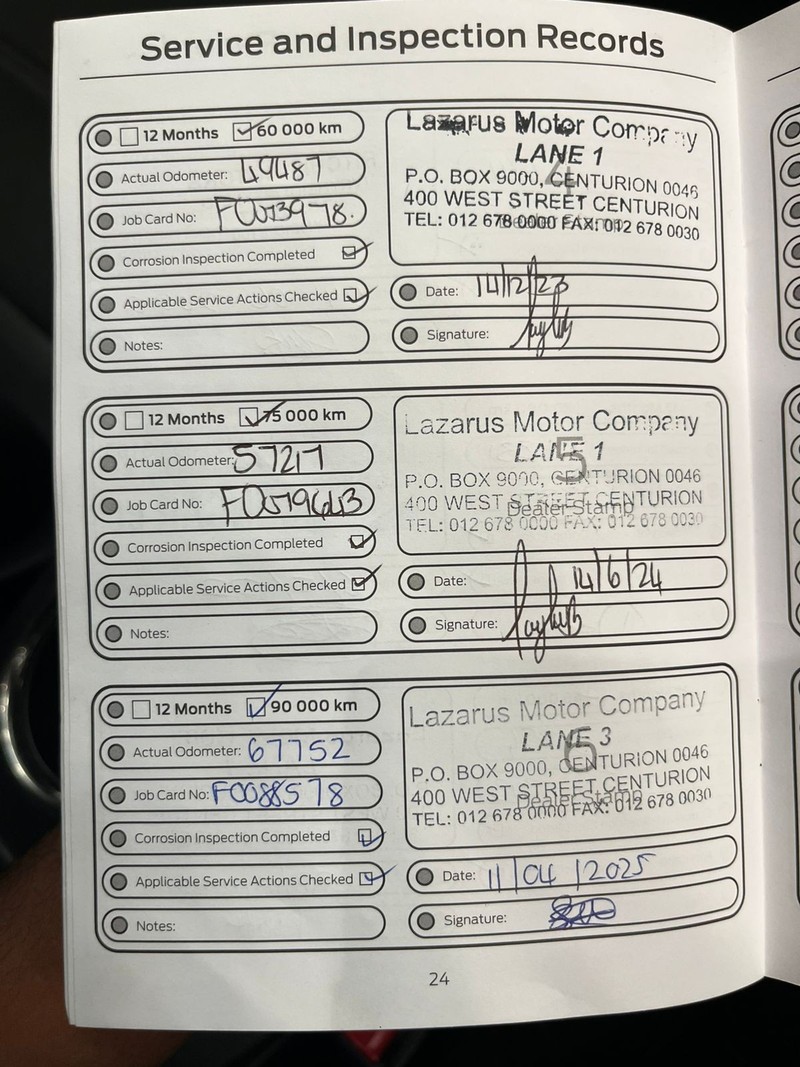 Service and Inspection Records
12 Months 60 000 km
Actual Odometer: 49487
Job Card No:
Corrosion Inspection Completed
Applicable Service Actions Checked
Notes:
Lazarus Motor Company
LANE 1
4
P.O. BOX 9000, CENTURION 0046
400 WEST STREET CENTURION
TEL: 012 678 0000 FAX: 012 678 0030
Date: 14/12/23
Signature:
12 Months 75 000 km
Actual Odometer: 57217
Job Card No:
Corrosion Inspection Completed
Applicable Service Actions Checked
Notes:
Lazarus Motor Company
LANE 1
5
P.O. BOX 9000, CENTURION 0046
400 WEST STREET CENTURION
Dealer Stamp
TEL: 012 678 0000 FAX: 012 678 0030
Date: 14/6/24
Signature:
12 Months 90 000 km
Actual Odometer: 67752
Job Card No: FC088578
Corrosion Inspection Completed
Applicable Service Actions Checked
Notes:
Lazarus Motor Company
LANE 3
6
P.O. BOX 9000, CENTURION 0046
400 WEST STREET CENTURION
Dealer Stamp
TEL: 012 678 0000 FAX: 012 678 0030
Date: 11/04/2025
Signature:
24